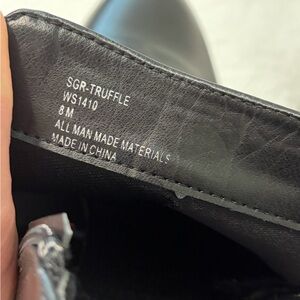 SGR-TRUFFLE
WS1410
8 M
ALL MAN MADE MATERIALS
MADE IN CHINA